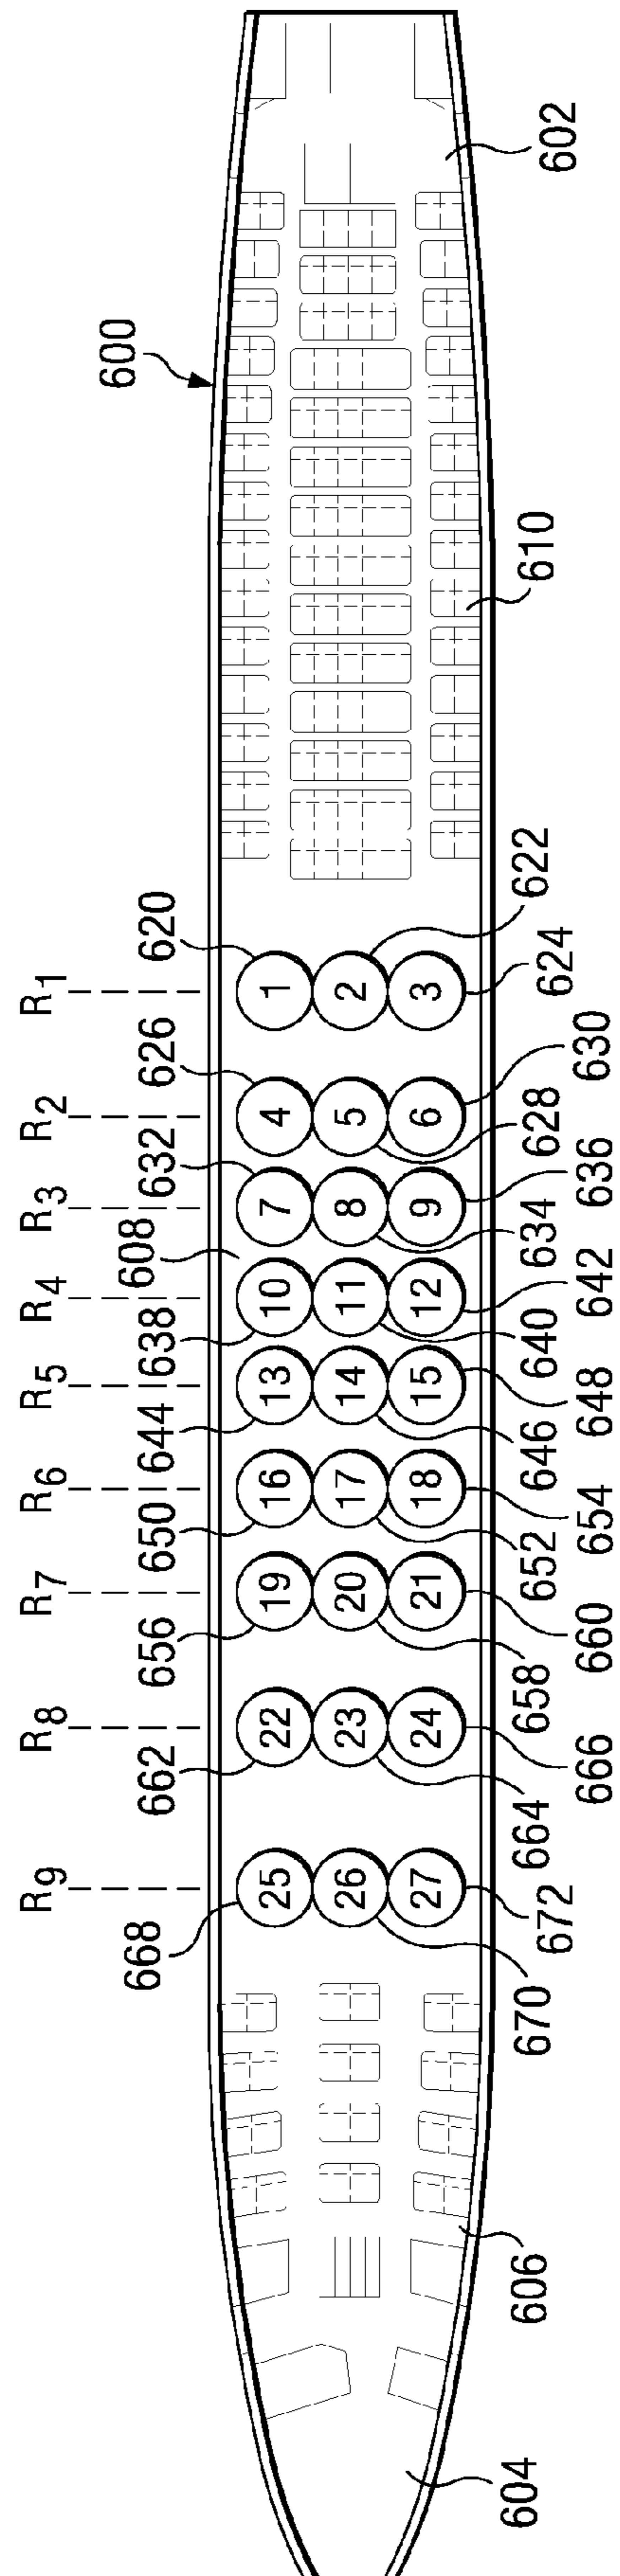 602
600
610
R1 620 1 2 3 622 624
R2 626 4 5 6 628 630
R3 632 7 8 9 634 636
608
R4 638 10 11 12 640 642
R5 644 13 14 15 646 648
R6 650 16 17 18 652 654
R7 656 19 20 21 658 660
R8 662 22 23 24 664 666
R9 668 25 26 27 670 672
606
604